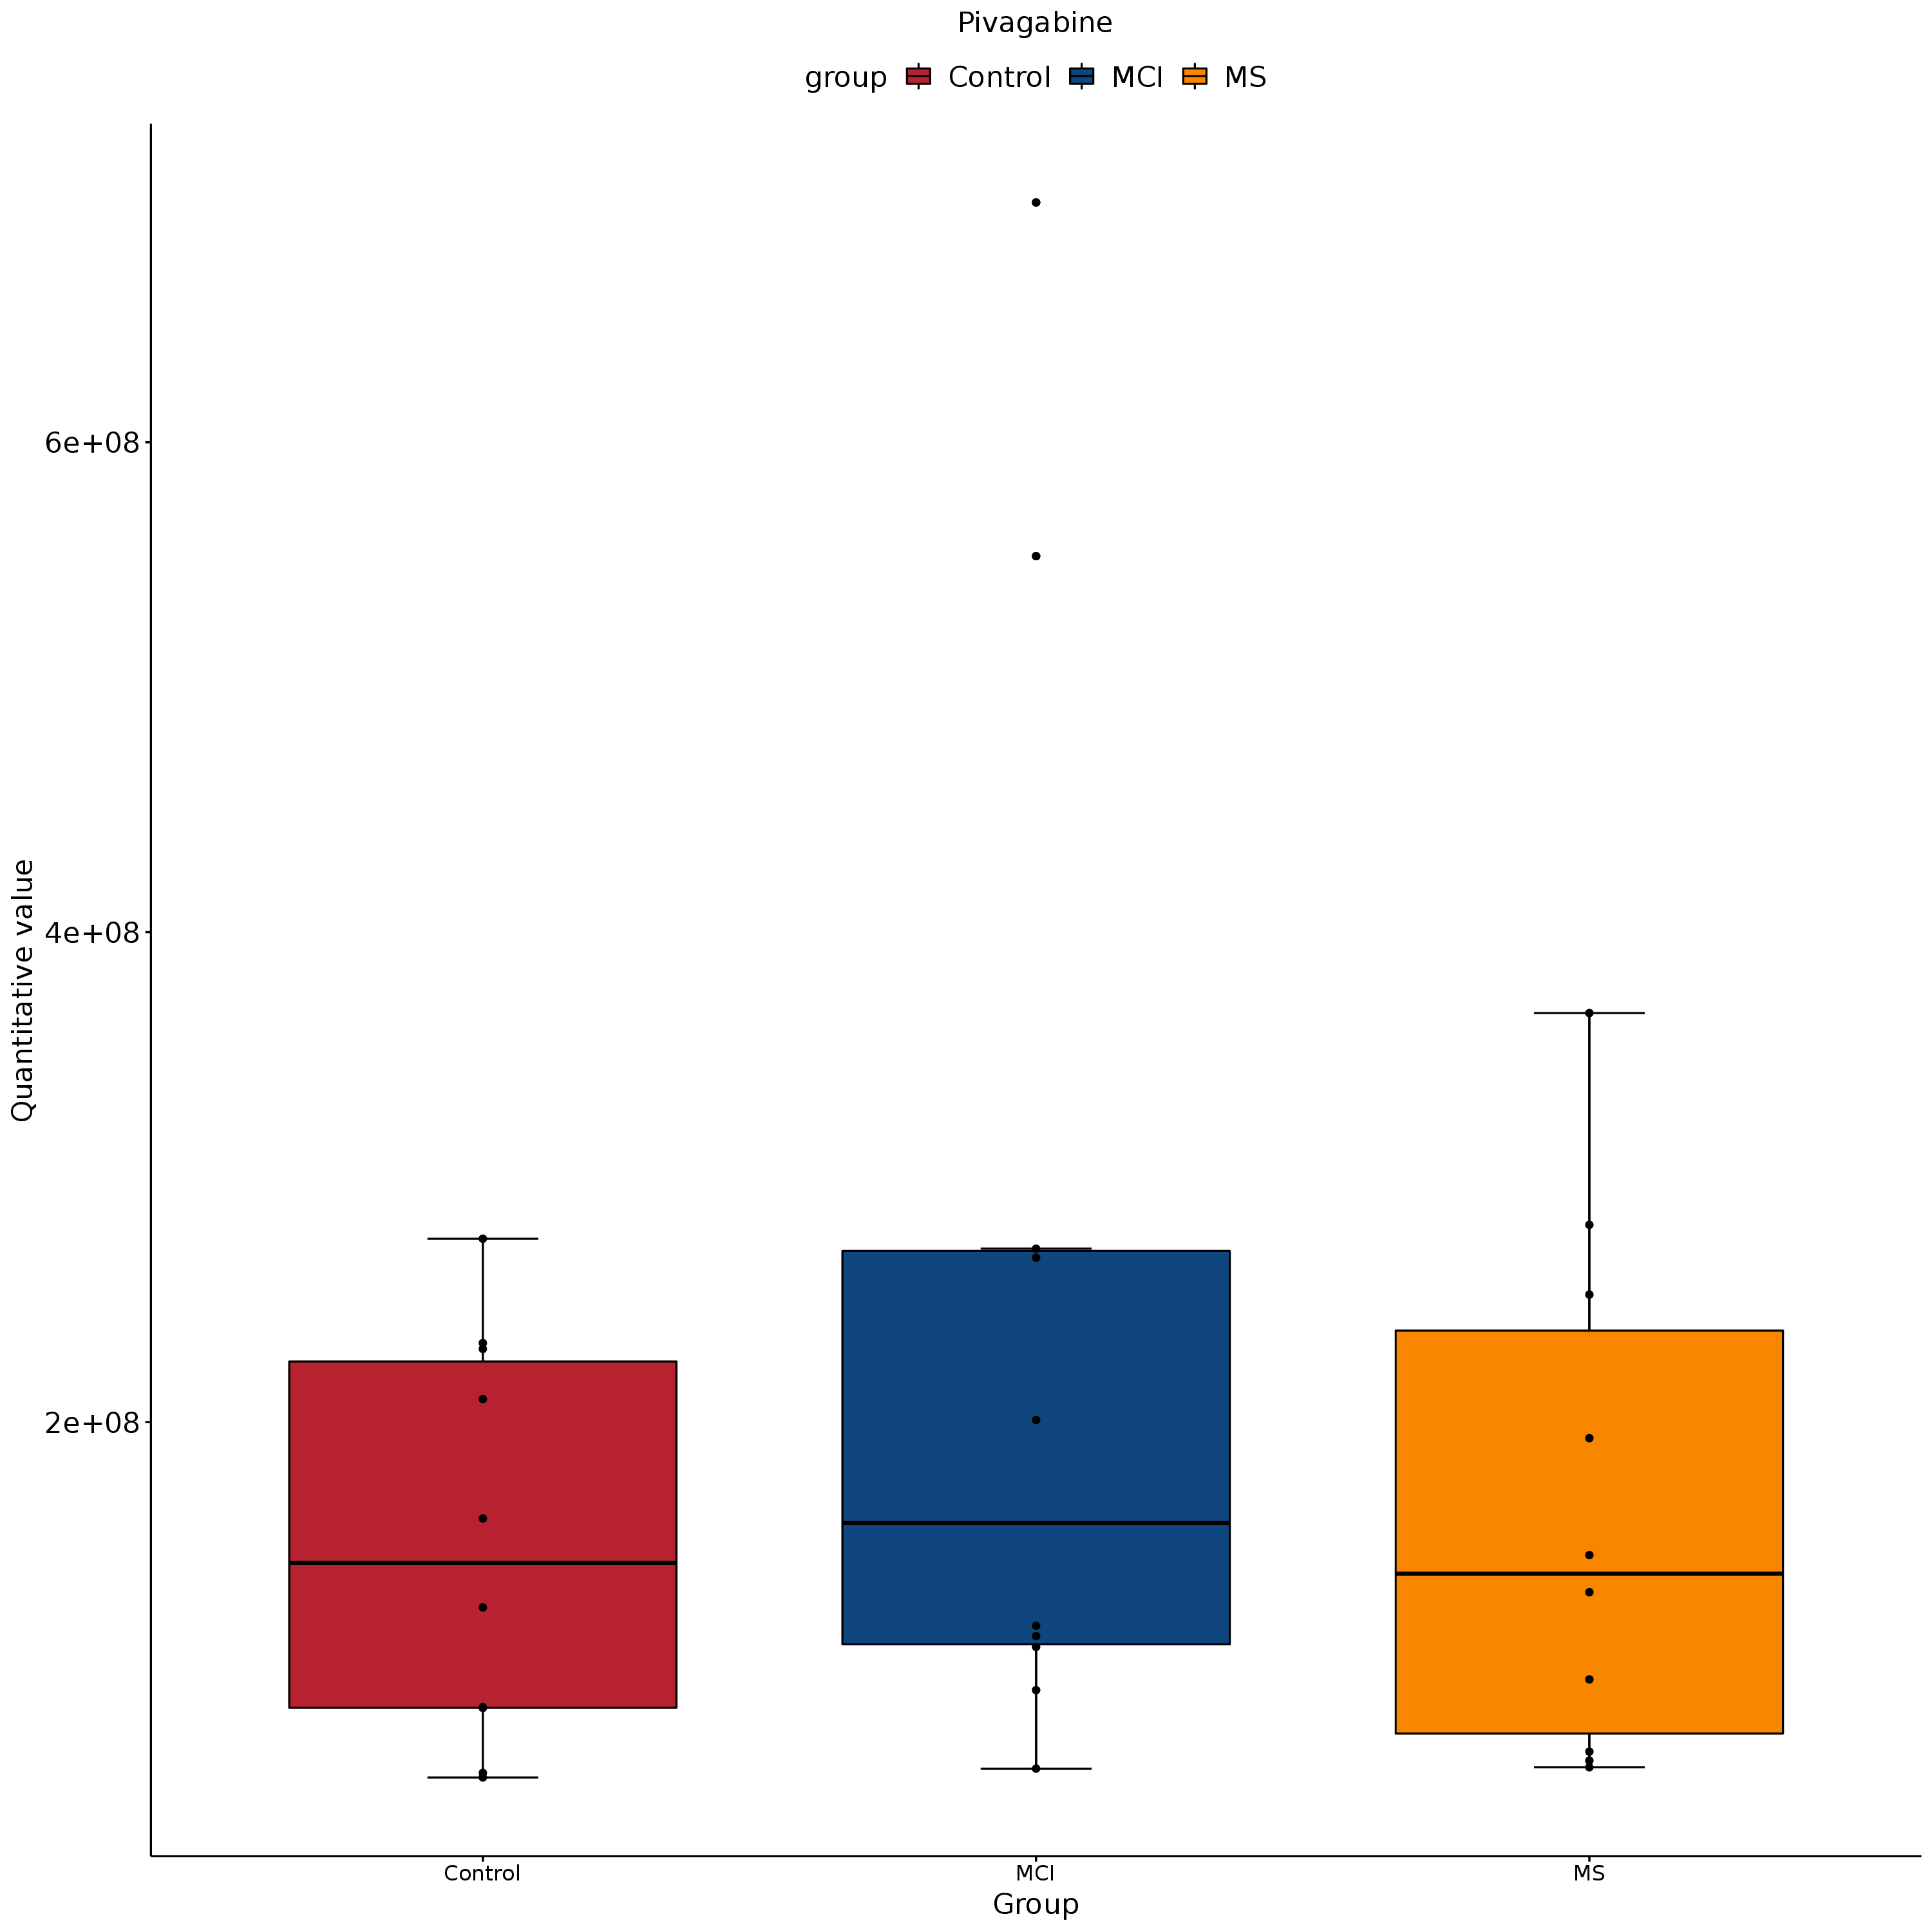 Pivagabine
group Control MCI MS
6e+08
4e+08
2e+08
Quantitative value
Control MCI MS
Group